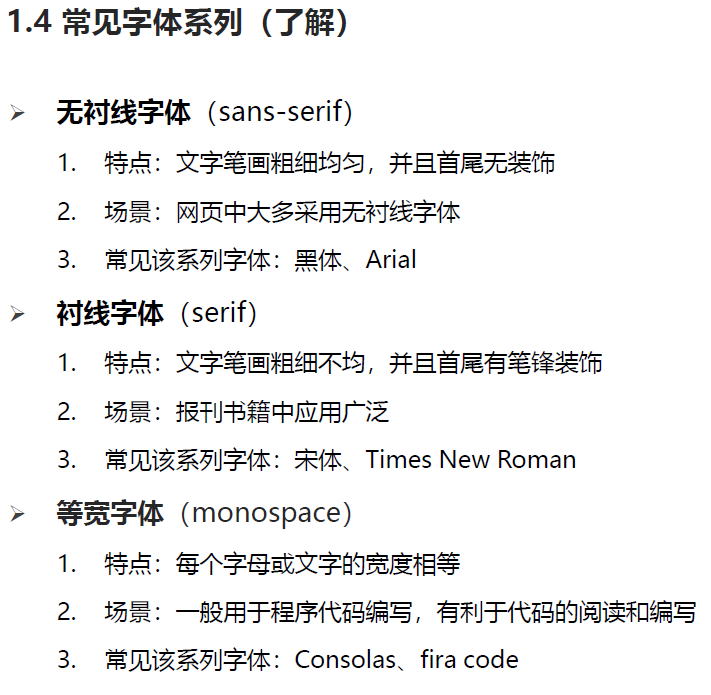 1.4 常见字体系列（了解）
➢ 无衬线字体（sans-serif）
1. 特点：文字笔画粗细均匀，并且首尾无装饰
2. 场景：网页中大多采用无衬线字体
3. 常见该系列字体：黑体、Arial
➢ 衬线字体（serif）
1. 特点：文字笔画粗细不均，并且首尾有笔锋装饰
2. 场景：报刊书籍中应用广泛
3. 常见该系列字体：宋体、Times New Roman
➢ 等宽字体（monospace）
1. 特点：每个字母或文字的宽度相等
2. 场景：一般用于程序代码编写，有利于代码的阅读和编写
3. 常见该系列字体：Consolas、fira code